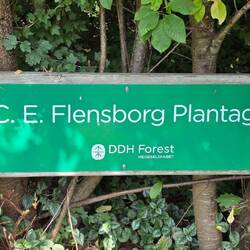 C. E. Flensborg Plantag
DDH Forest
HEDESELSKABET